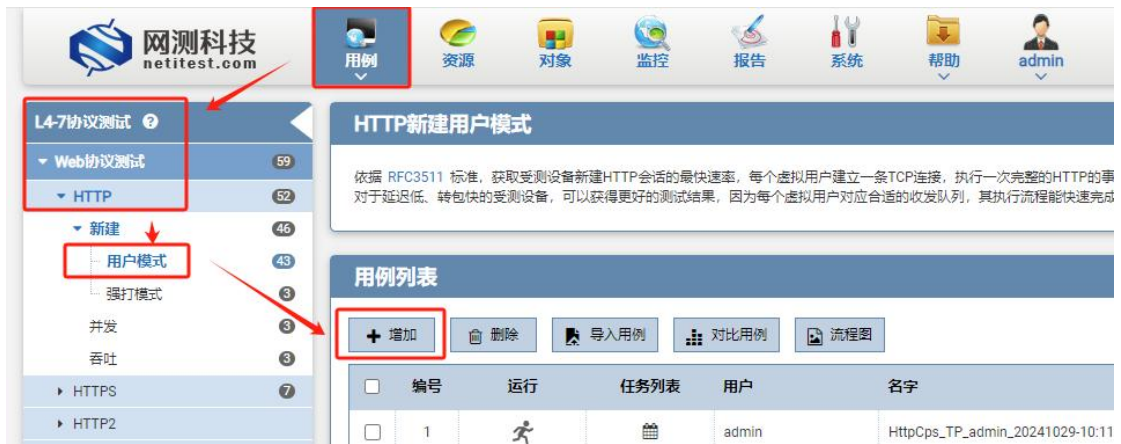 网测科技
netitest.com
用例
资源
对象
监控
报告
系统
帮助
admin
L4-7协议测试
Web协议测试 59
HTTP 52
新建 46
用户模式 43
强打模式 3
并发 3
吞吐 3
HTTPS 7
HTTP2
HTTP新建用户模式
依据 RFC3511 标准，获取受测设备新建HTTP会话的最快速率，每个虚拟用户建立一条TCP连接，执行一次完整的HTTP的事
对于延迟低、转包快的受测设备，可以获得更好的测试结果，因为每个虚拟用户对应合适的收发队列，其执行流程能快速完成
用例列表
增加 删除 导入用例 对比用例 流程图
编号 运行 任务列表 用户 名字
1 admin HttpCps_TP_admin_20241029-10:11